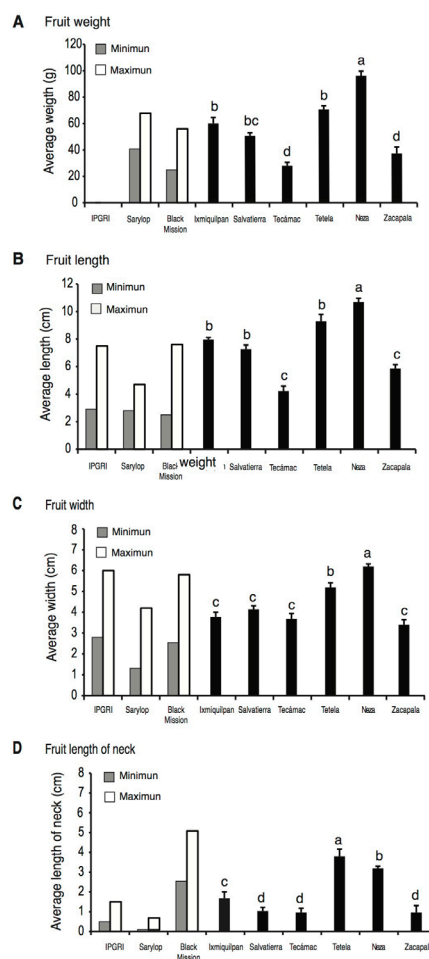 A Fruit weight
120
100
80
60
40
20
0
Average weigth (g)
Minimun
Maximun
b
bc
d
b
a
d
IPGRI Sarylop Black Mission Ixmiquilpan Salvatierra Tecámac Tetela Neza Zacapala
B Fruit length
12
10
8
6
4
2
0
Average length (cm)
Minimun
Maximun
b
b
c
b
a
c
IPGRI Sarylop Black Mission weight Salvatierra Tecámac Tetela Neza Zacapala
C Fruit width
8
7
6
5
4
3
2
1
0
Average width (cm)
Minimun
Maximun
c
c
c
b
a
c
IPGRI Sarylop Black Mission Ixmiquilpan Salvatierra Tecámac Tetela Neza Zacapala
D Fruit length of neck
8
7
6
5
4
3
2
1
0
Average length of neck (cm)
Minimun
Maximun
c
d
d
a
b
d
IPGRI Sarylop Black Mission Ixmiquilpan Salvatierra Tecámac Tetela Neza Zacapal